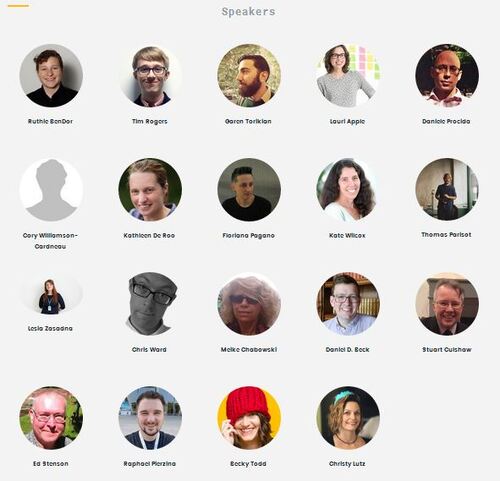 Speakers
Ruthie BenDor
Tim Rogers
Garen Torikian
Lauri Apple
Daniele Procida
Cory Williamson-
Cardneau
Kathleen De Roo
Floriana Pagano
Kate Wilcox
Thomas Parisot
Lesia Zasadna
Chris Ward
Meike Chabowski
Daniel D. Beck
Stuart Culshaw
Ed Stenson
Raphael Pierzina
Becky Todd
Christy Lutz